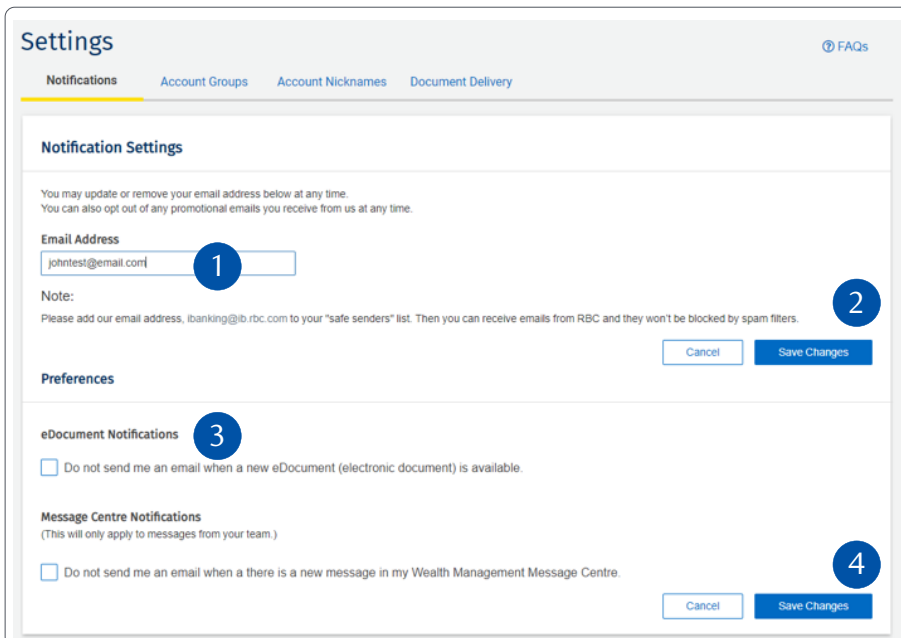 Settings
FAQs
Notifications Account Groups Account Nicknames Document Delivery
Notification Settings
You may update or remove your email address below at any time.
You can also opt out of any promotional emails you receive from us at any time.
Email Address
johntest@email.com
1
Note:
2
Please add our email address, ibanking@ib.rbc.com to your "safe senders" list. Then you can receive emails from RBC and they won't be blocked by spam filters.
Cancel Save Changes
Preferences
eDocument Notifications
3
Do not send me an email when a new eDocument (electronic document) is available.
Message Centre Notifications
(This will only apply to messages from your team.)
4
Do not send me an email when a there is a new message in my Wealth Management Message Centre.
Cancel Save Changes